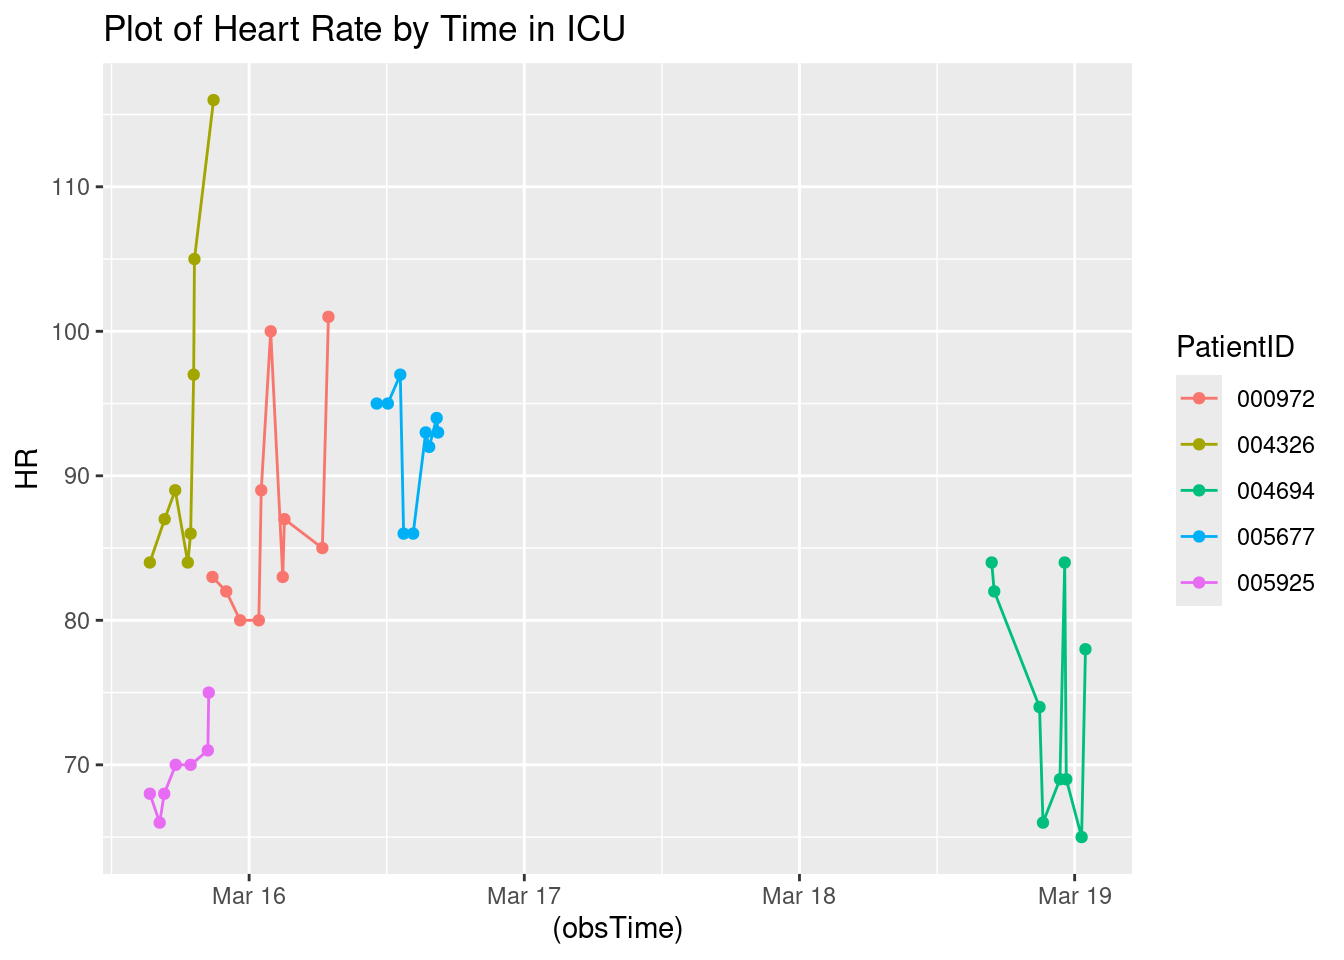 Plot of Heart Rate by Time in ICU
HR
110
100
90
80
70
Mar 16
Mar 17
Mar 18
Mar 19
(obsTime)
PatientID
000972
004326
004694
005677
005925